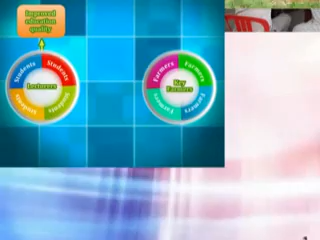 Improved
education
quality
Students
Students
Lecturers
Students
Students
Farmers
Farmers
Key
Farmers
Farmers
Farmers